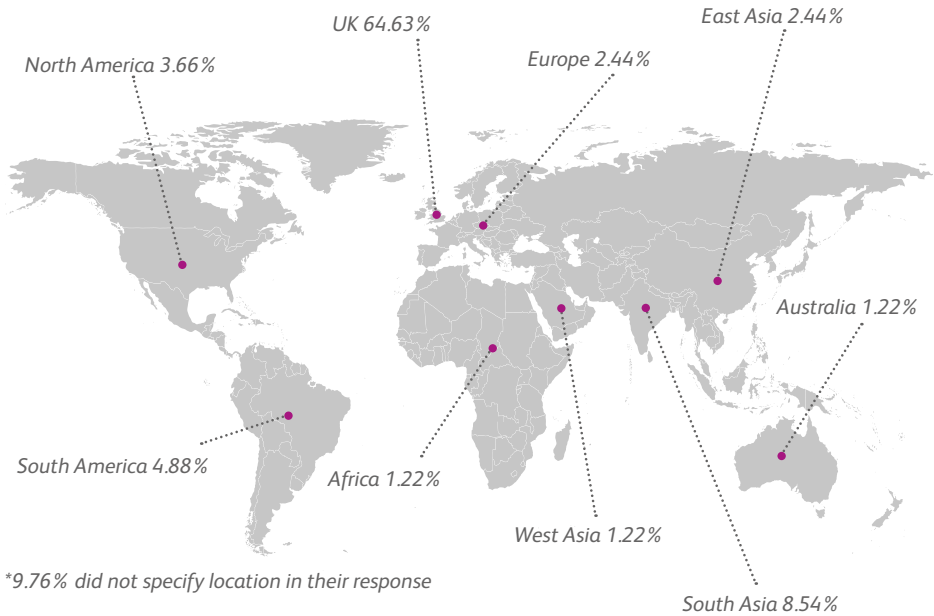 East Asia 2.44%
UK 64.63%
Europe 2.44%
North America 3.66%
Australia 1.22%
South America 4.88%
Africa 1.22%
West Asia 1.22%
*9.76% did not specify location in their response
South Asia 8.54%